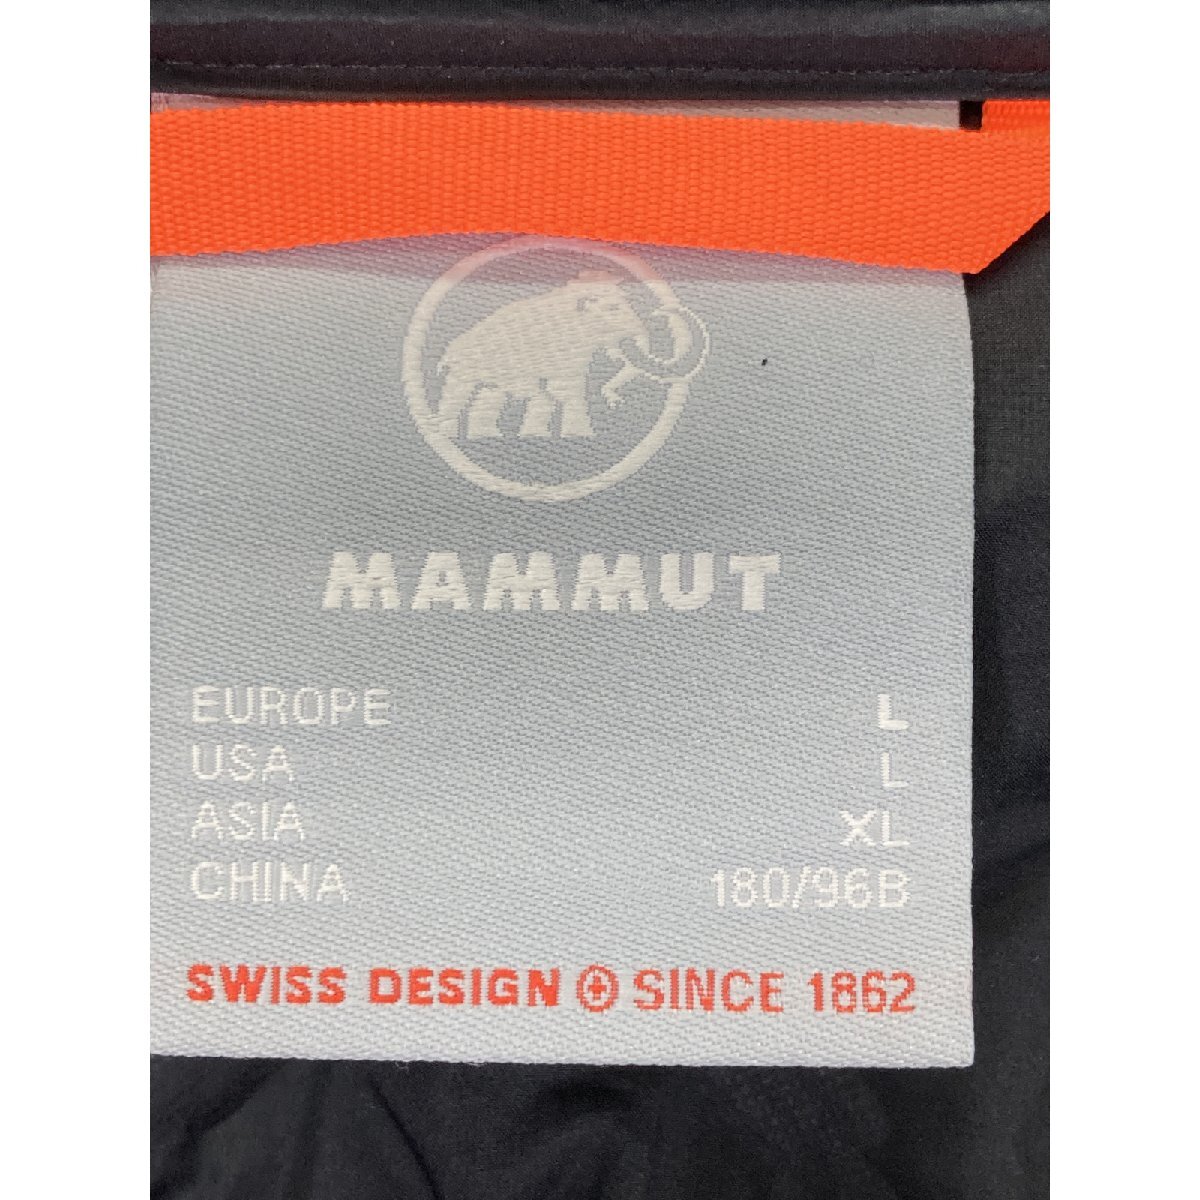 MAMMUT
EUROPE L
USA L
ASIA XL
CHINA 180/96B
SWISS DESIGN SINCE 1862